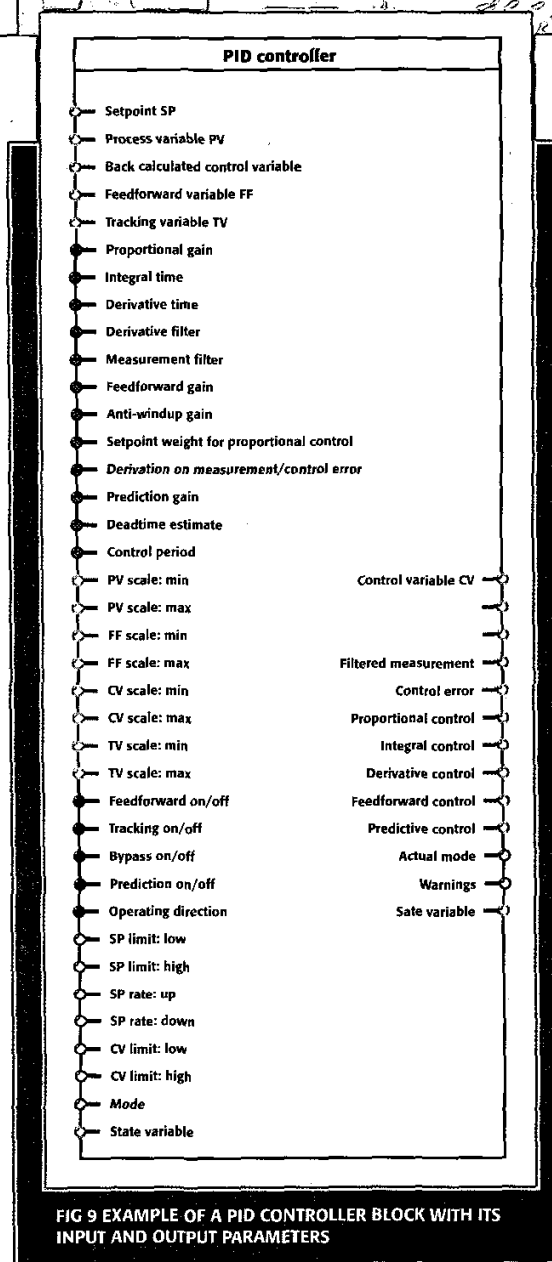 PID controller
Setpoint SP
Process variable PV
Back calculated control variable
Feedforward variable FF
Tracking variable TV
Proportional gain
Integral time
Derivative time
Derivative filter
Measurement filter
Feedforward gain
Anti-windup gain
Setpoint weight for proportional control
Derivation on measurement/control error
Prediction gain
Deadtime estimate
Control period
PV scale: min Control variable CV
PV scale: max
FF scale: min
FF scale: max Filtered measurement
CV scale: min Control error
CV scale: max Proportional control
TV scale: min Integral control
TV scale: max Derivative control
Feedforward on/off Feedforward control
Tracking on/off Predictive control
Bypass on/off Actual mode
Prediction on/off Warnings
Operating direction Sate variable
SP limit: low
SP limit: high
SP rate: up
SP rate: down
CV limit: low
CV limit: high
Mode
State variable
FIG 9 EXAMPLE OF A PID CONTROLLER BLOCK WITH ITS
INPUT AND OUTPUT PARAMETERS